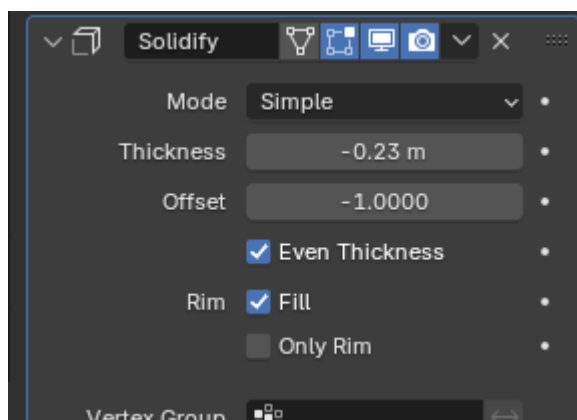 Solidify
Mode Simple
Thickness -0.23 m
Offset -1.0000
Even Thickness
Rim Fill
Only Rim
Vertex Group